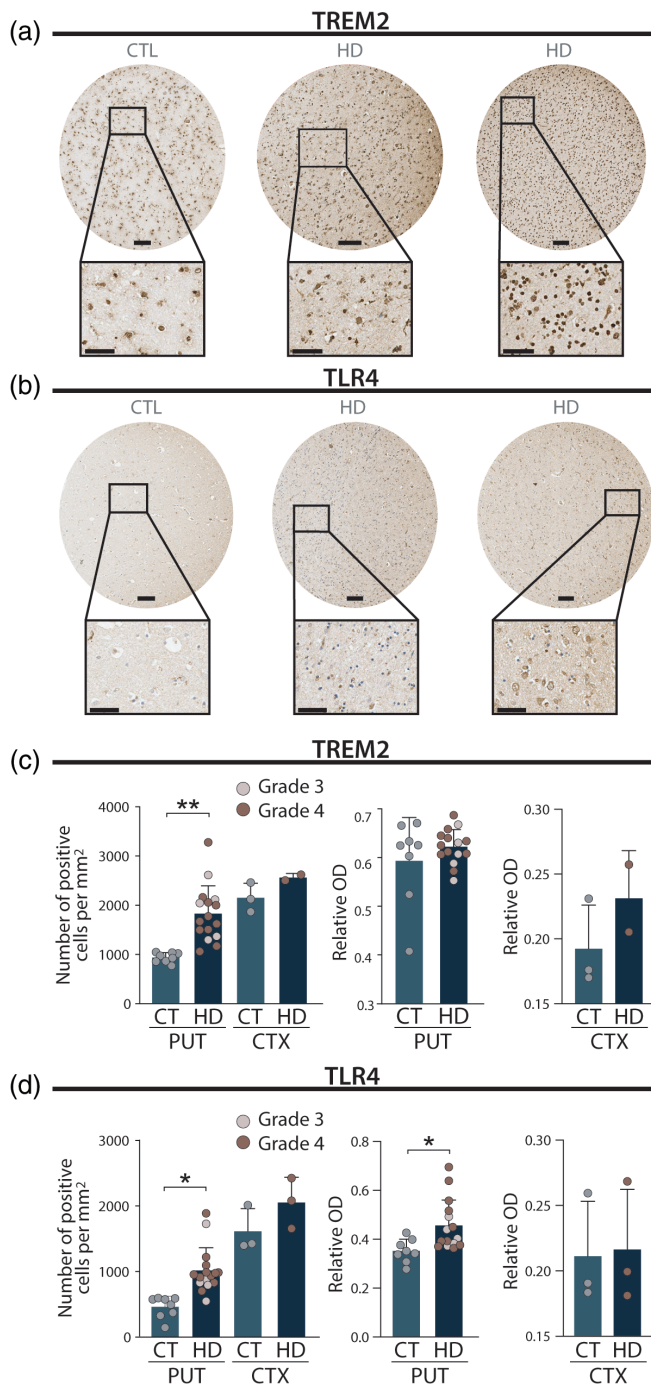 (a)
TREM2
CTL HD HD
(b)
TLR4
CTL HD HD
(c)
TREM2
Grade 3
Grade 4
Number of positive
cells per mm²
4000
3000
2000
1000
0
**
CT HD CT HD
PUT CTX
Relative OD
0.7
0.6
0.5
0.4
0.3
CT HD
PUT
Relative OD
0.30
0.25
0.20
0.15
CT HD
CTX
(d)
TLR4
Grade 3
Grade 4
Number of positive
cells per mm²
3000
2000
1000
0
*
CT HD CT HD
PUT CTX
Relative OD
0.8
0.6
0.4
0.2
0.0
*
CT HD
PUT
Relative OD
0.30
0.25
0.20
0.15
CT HD
CTX